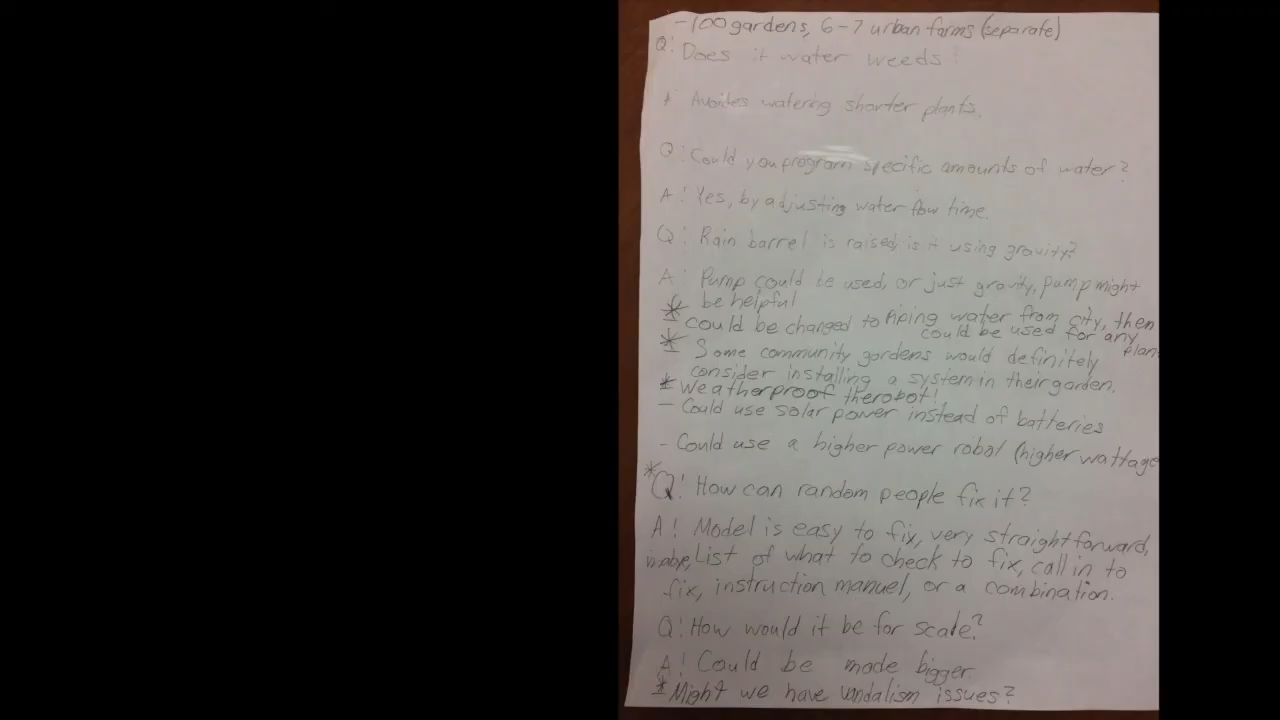 - 100 gardens, 6-7 urban farms (separate)
Q: Does it water weeds?
A: Avoides watering shorter plants.
Q: Could you program specific amounts of water?
A: Yes, by adjusting water flow time.
Q: Rain barrel is raised, is it using gravity?
A: Pump could be used, or just gravity, pump might
be helpful
* could be changed to piping water from city, then
could be used for any
plan
* Some community gardens would definitely
consider installing a system in their garden.
* Weatherproof the robot!
- Could use solar power instead of batteries
- Could use a higher power robot (higher wattage
* Q: How can random people fix it?
A: Model is easy to fix, very straight forward,
List of what to check to fix, call in to
fix, instruction manuel, or a combination.
Q: How would it be for scale?
A: Could be made bigger.
* Might we have vandalism issues?